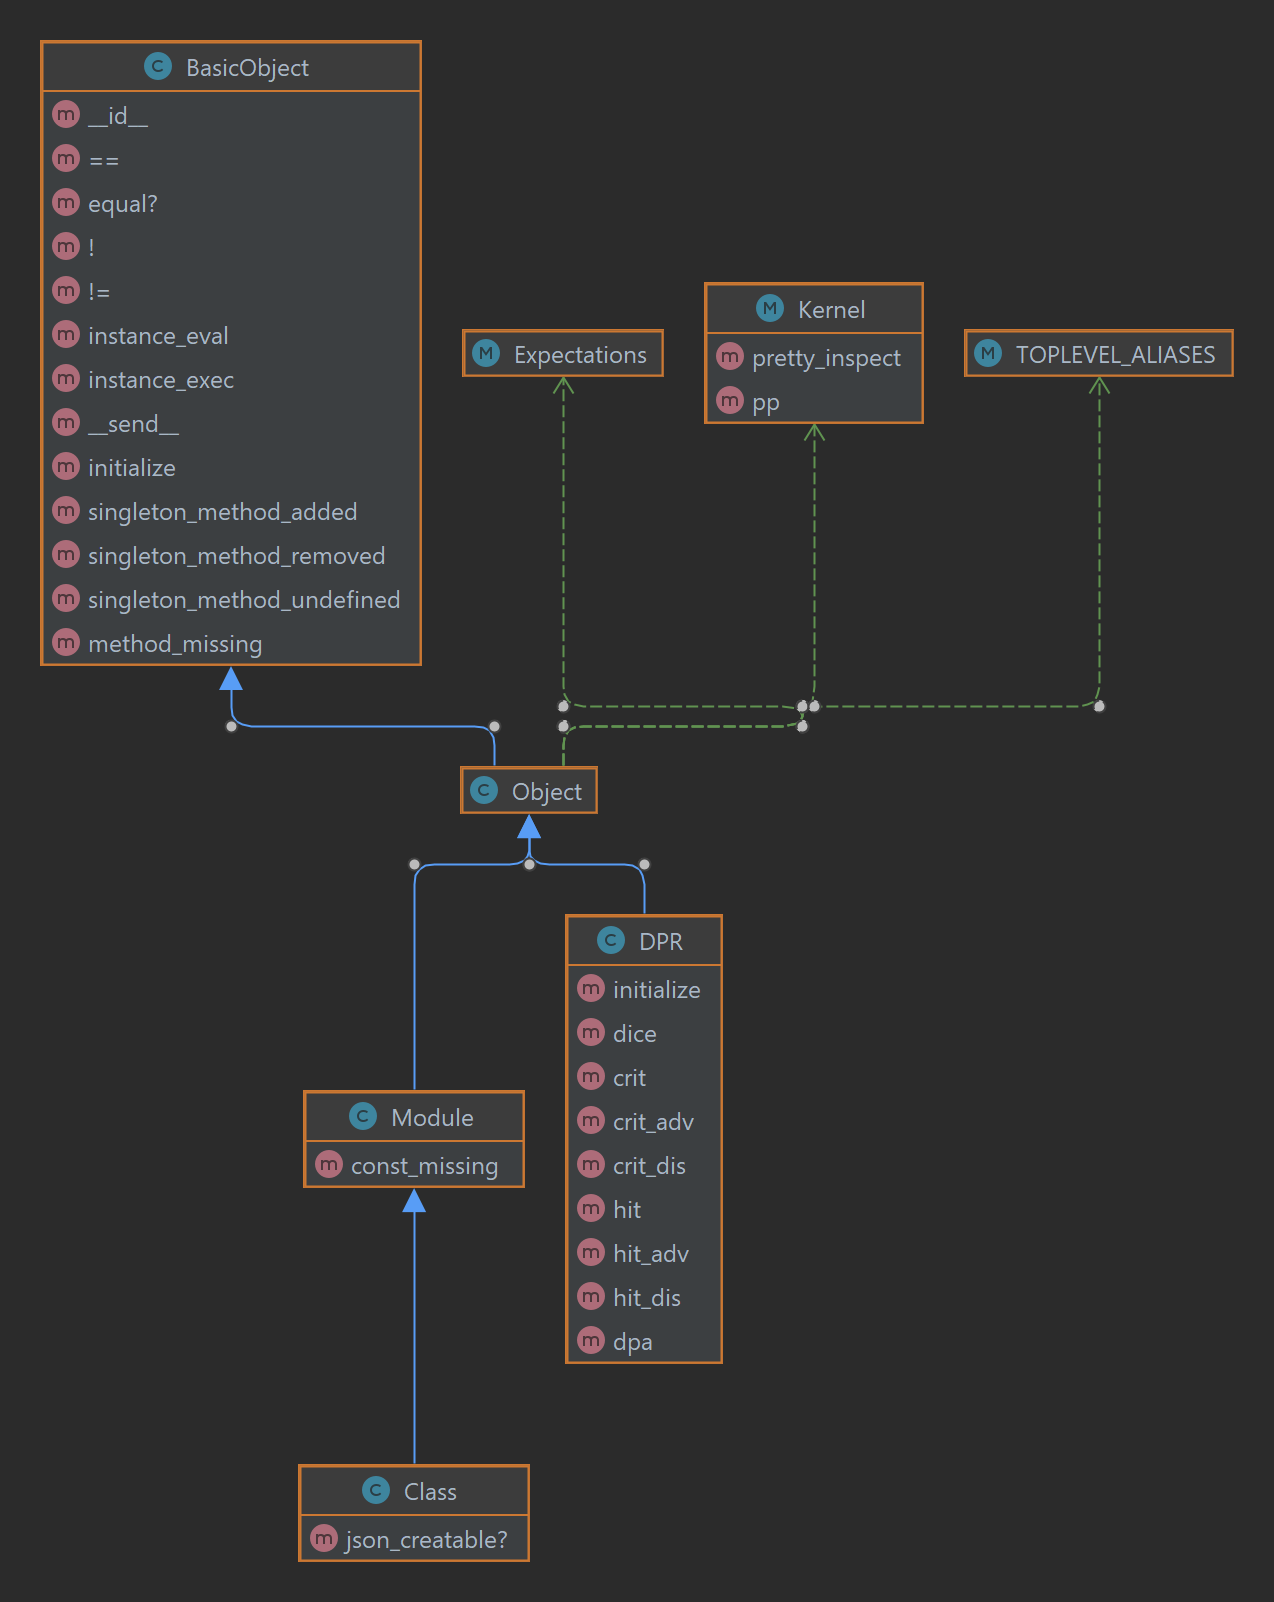 C BasicObject
m __id__
m ==
m equal?
m !
m !=
m instance_eval
m instance_exec
m __send__
m initialize
m singleton_method_added
m singleton_method_removed
m singleton_method_undefined
m method_missing
M Expectations
M Kernel
m pretty_inspect
m pp
M TOPLEVEL_ALIASES
C Object
C DPR
m initialize
m dice
m crit
m crit_adv
m crit_dis
m hit
m hit_adv
m hit_dis
m dpa
C Module
m const_missing
C Class
m json_creatable?